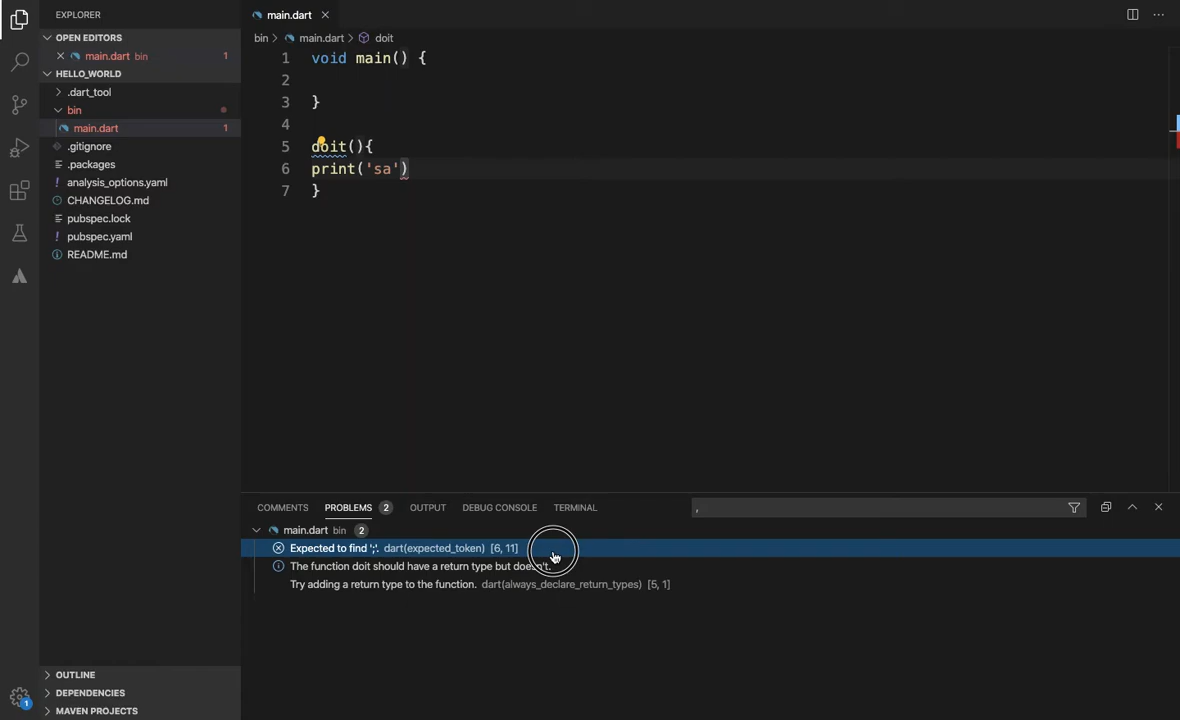 EXPLORER
OPEN EDITORS
main.dart bin 1
HELLO_WORLD
.dart_tool
bin
main.dart 1
.gitignore
.packages
! analysis_options.yaml
CHANGELOG.md
pubspec.lock
! pubspec.yaml
README.md
OUTLINE
DEPENDENCIES
MAVEN PROJECTS
1
main.dart
bin > main.dart > doit
1 void main() {
2
3 }
4
5 doit(){
6 print('sa')
7 }
COMMENTS PROBLEMS 2 OUTPUT DEBUG CONSOLE TERMINAL ,
main.dart bin 2
Expected to find ';'. dart(expected_token) [6, 11]
The function doit should have a return type but doesn't.
Try adding a return type to the function. dart(always_declare_return_types) [5, 1]